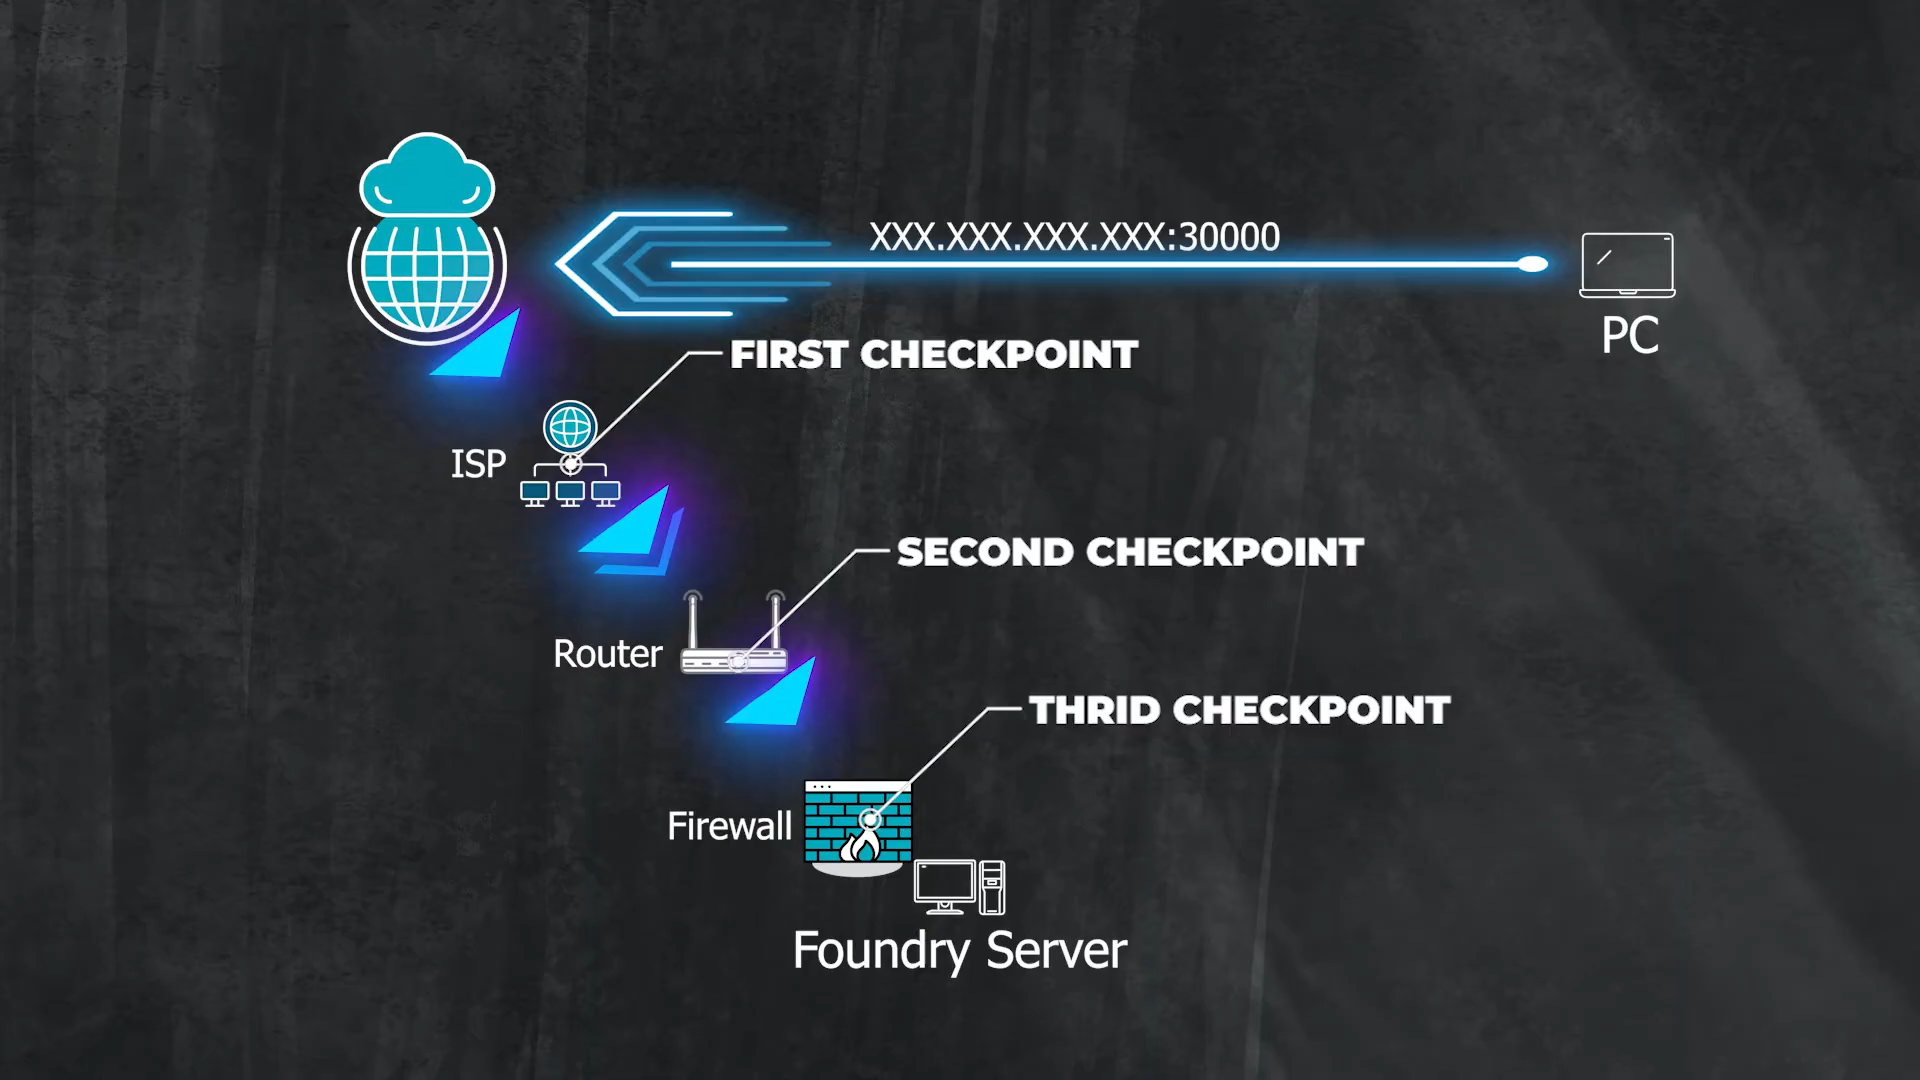 XXX.XXX.XXX.XXX:30000
PC
FIRST CHECKPOINT
ISP
SECOND CHECKPOINT
Router
THRID CHECKPOINT
Firewall
Foundry Server